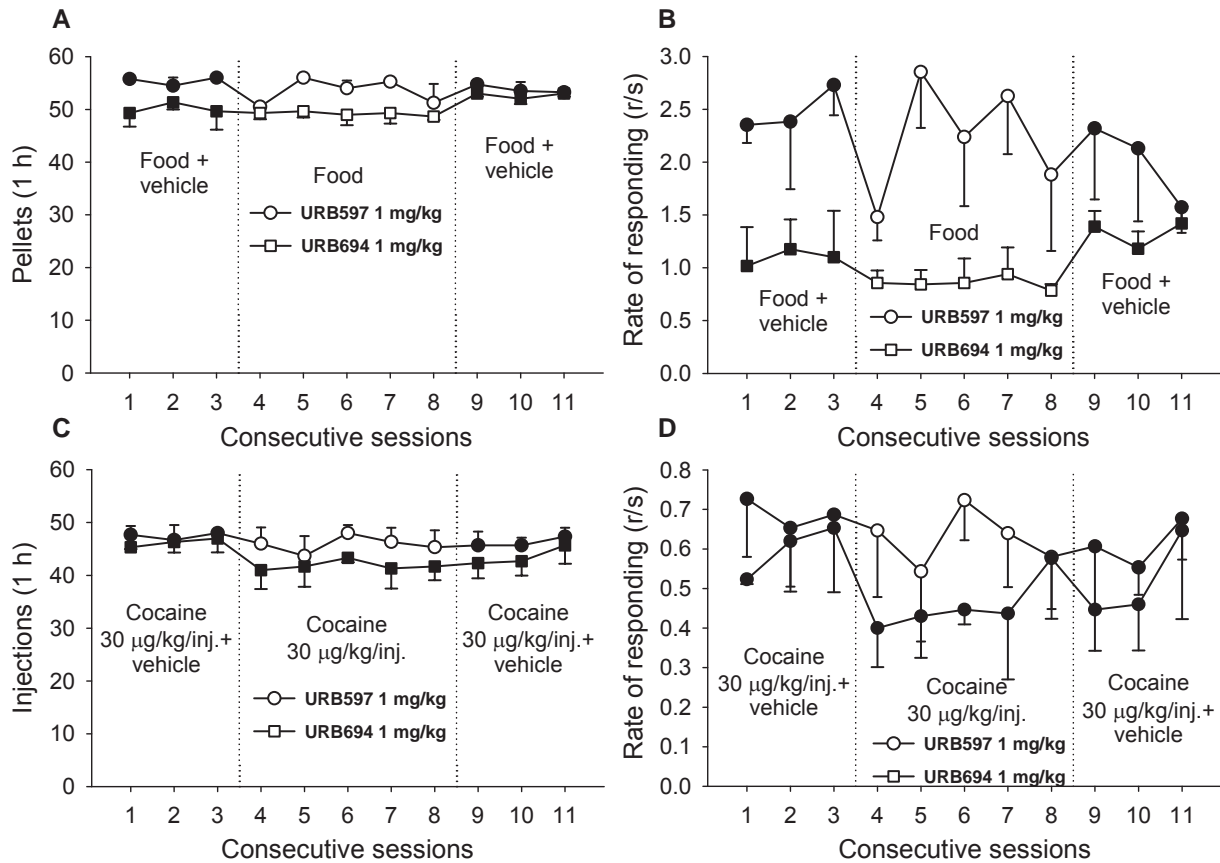 A
Pellets (1 h)
60
50
40
30
20
10
0
Food +
vehicle
Food
URB597 1 mg/kg
URB694 1 mg/kg
Food +
vehicle
1 2 3 4 5 6 7 8 9 10 11
Consecutive sessions
B
Rate of responding (r/s)
3.0
2.5
2.0
1.5
1.0
0.5
0.0
Food +
vehicle
Food
URB597 1 mg/kg
URB694 1 mg/kg
Food +
vehicle
1 2 3 4 5 6 7 8 9 10 11
Consecutive sessions
C
Injections (1 h)
60
50
40
30
20
10
0
Cocaine
30 µg/kg/inj.+
vehicle
Cocaine
30 µg/kg/inj.
URB597 1 mg/kg
URB694 1 mg/kg
Cocaine
30 µg/kg/inj.+
vehicle
1 2 3 4 5 6 7 8 9 10 11
Consecutive sessions
D
Rate of responding (r/s)
0.8
0.7
0.6
0.5
0.4
0.3
0.2
0.1
0.0
Cocaine
30 µg/kg/inj.+
vehicle
Cocaine
30 µg/kg/inj.
URB597 1 mg/kg
URB694 1 mg/kg
Cocaine
30 µg/kg/inj.+
vehicle
1 2 3 4 5 6 7 8 9 10 11
Consecutive sessions